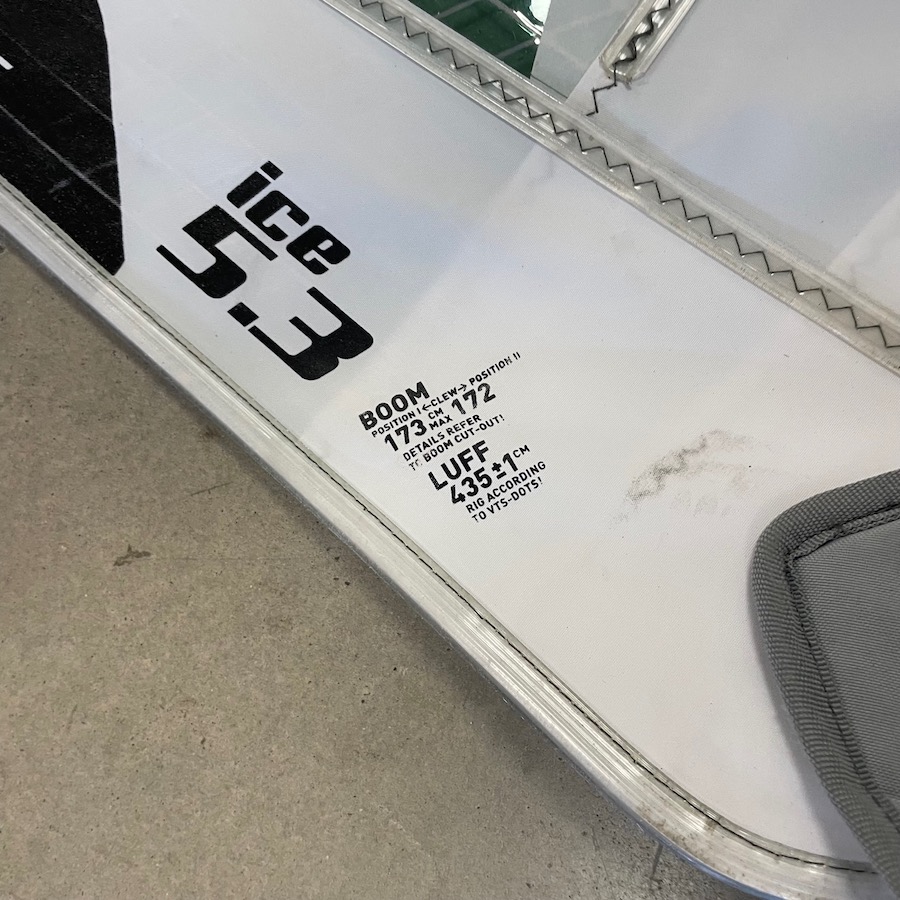 ice
5.3
BOOM
POSITION I ←CLEW→ POSITION II
173 CM MAX 172
DETAILS REFER
TO BOOM CUT-OUT!
LUFF
435±1CM
RIG ACCORDING
TO VTS-DOTS!